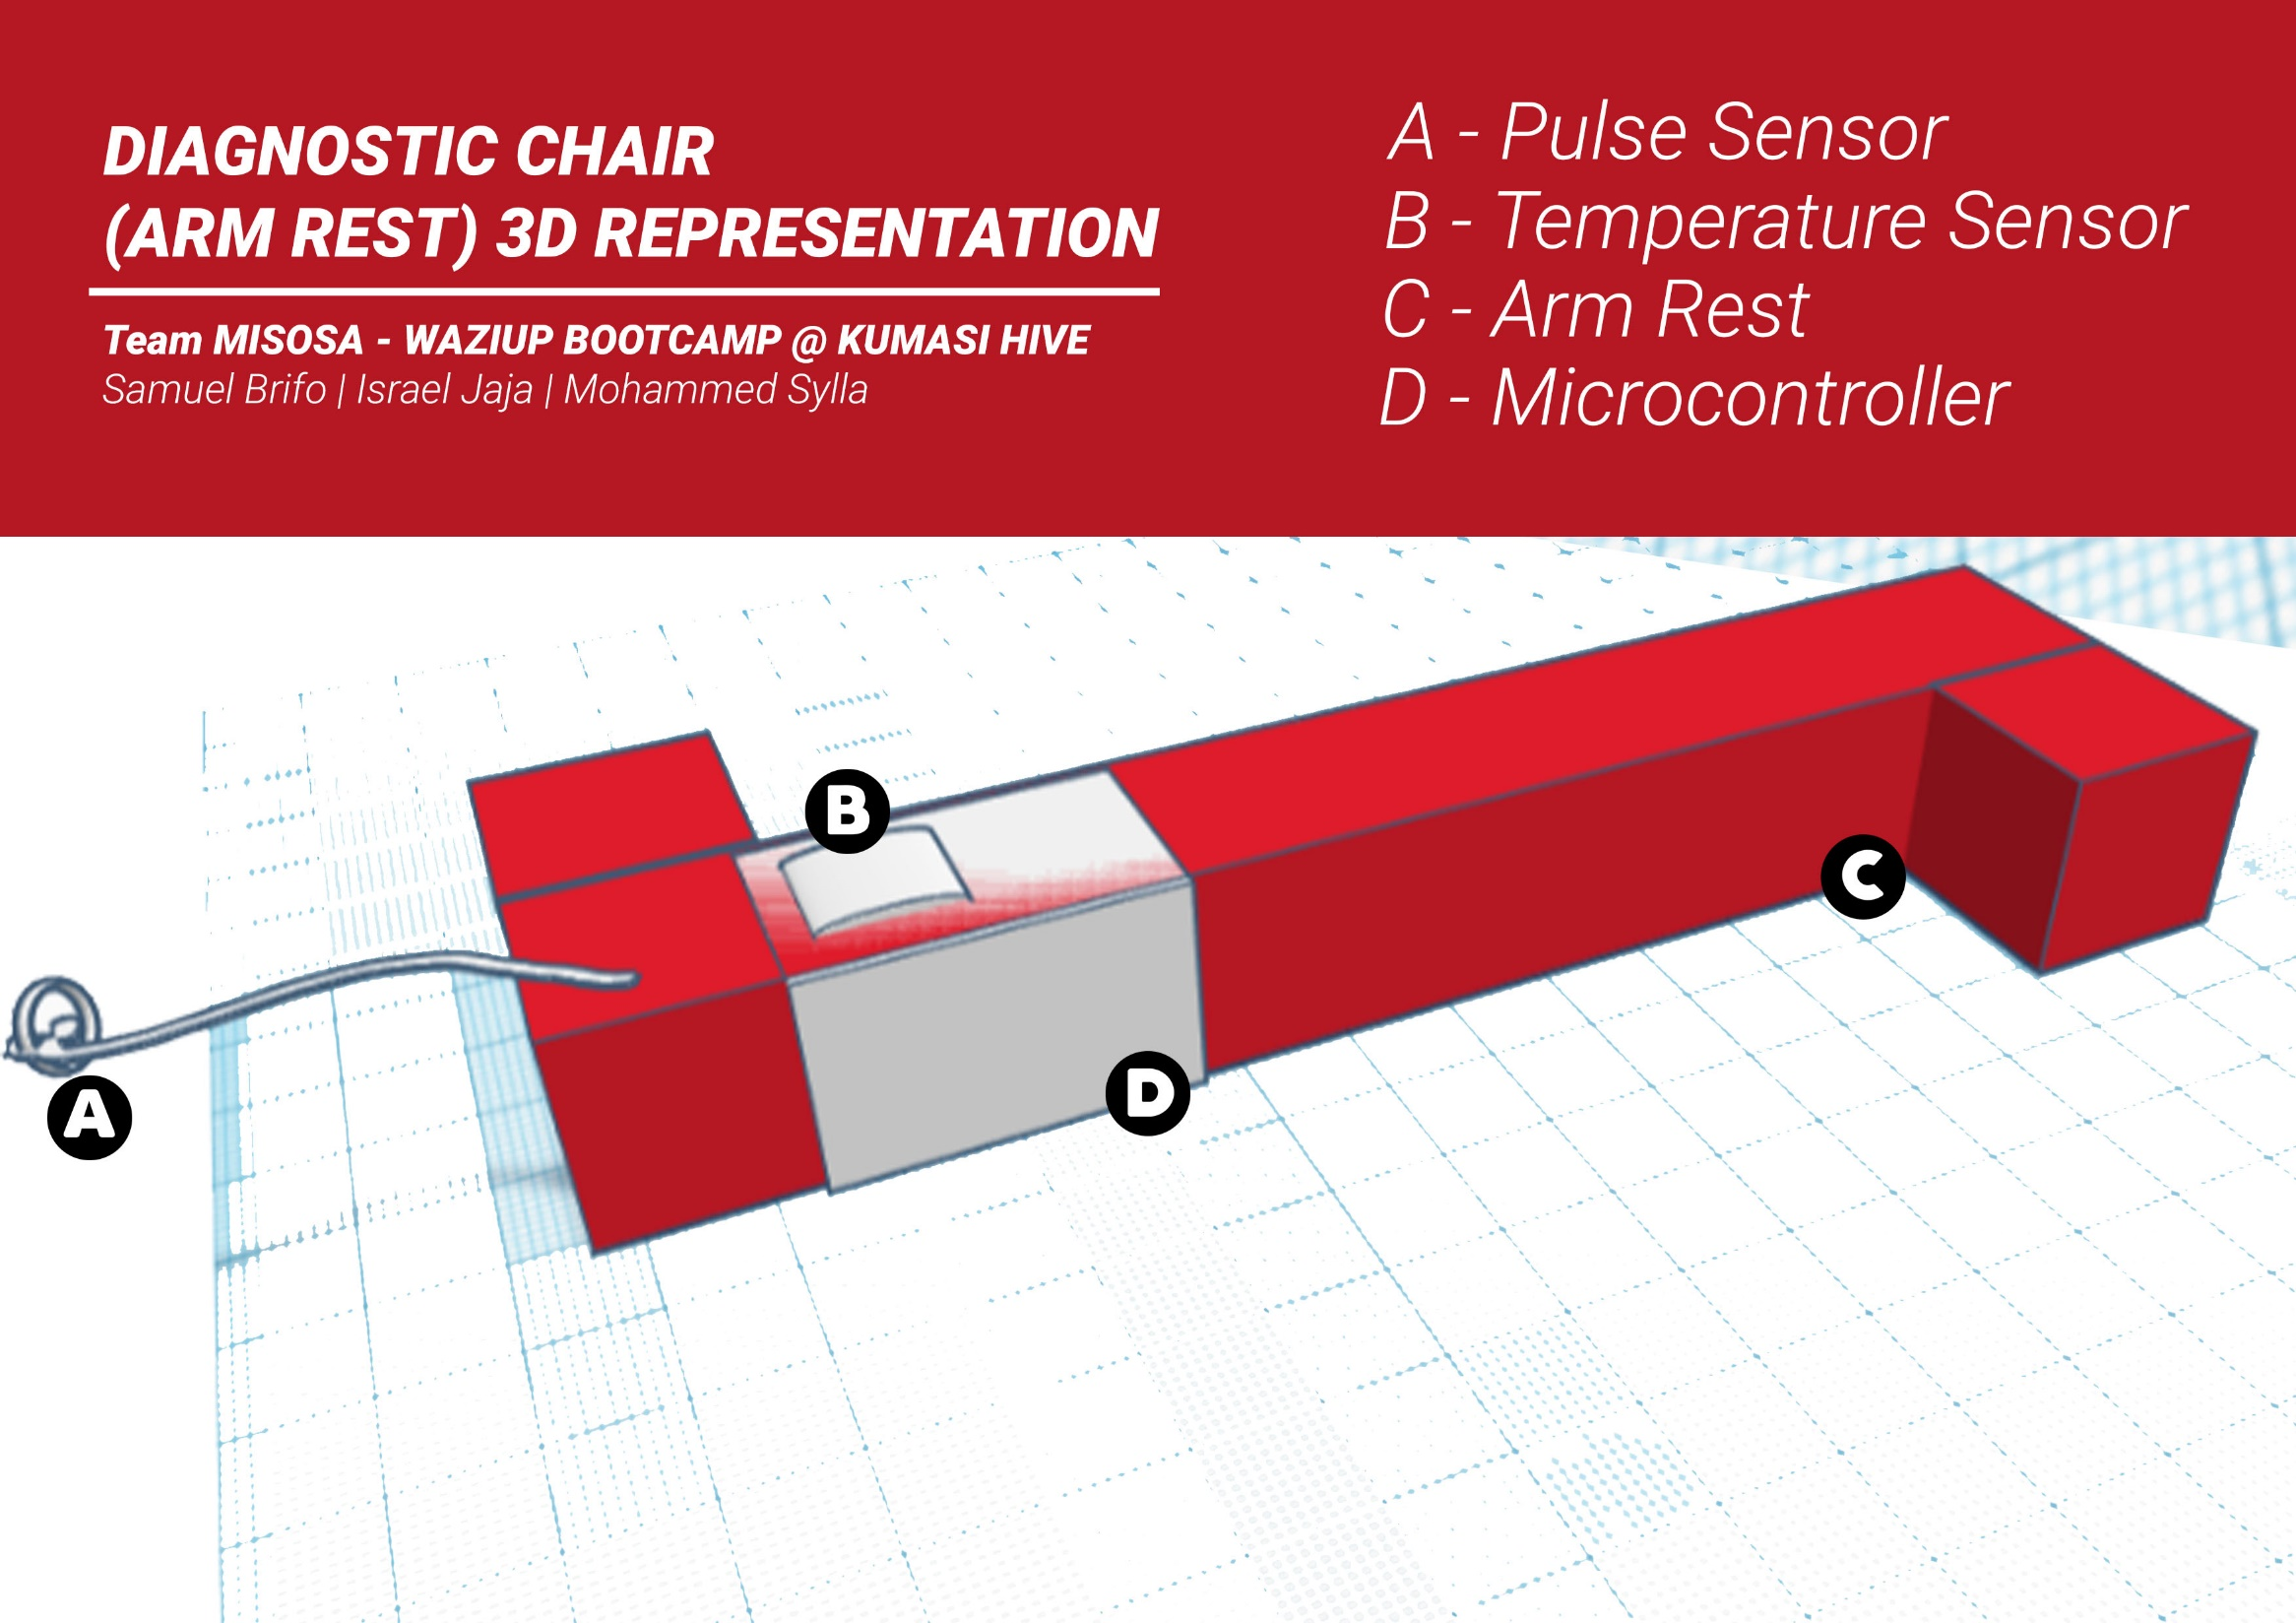 DIAGNOSTIC CHAIR
(ARM REST) 3D REPRESENTATION
Team MISOSA - WAZIUP BOOTCAMP @ KUMASI HIVE
Samuel Brifo | Israel Jaja | Mohammed Sylla
A - Pulse Sensor
B - Temperature Sensor
C - Arm Rest
D - Microcontroller
B
C
A
D